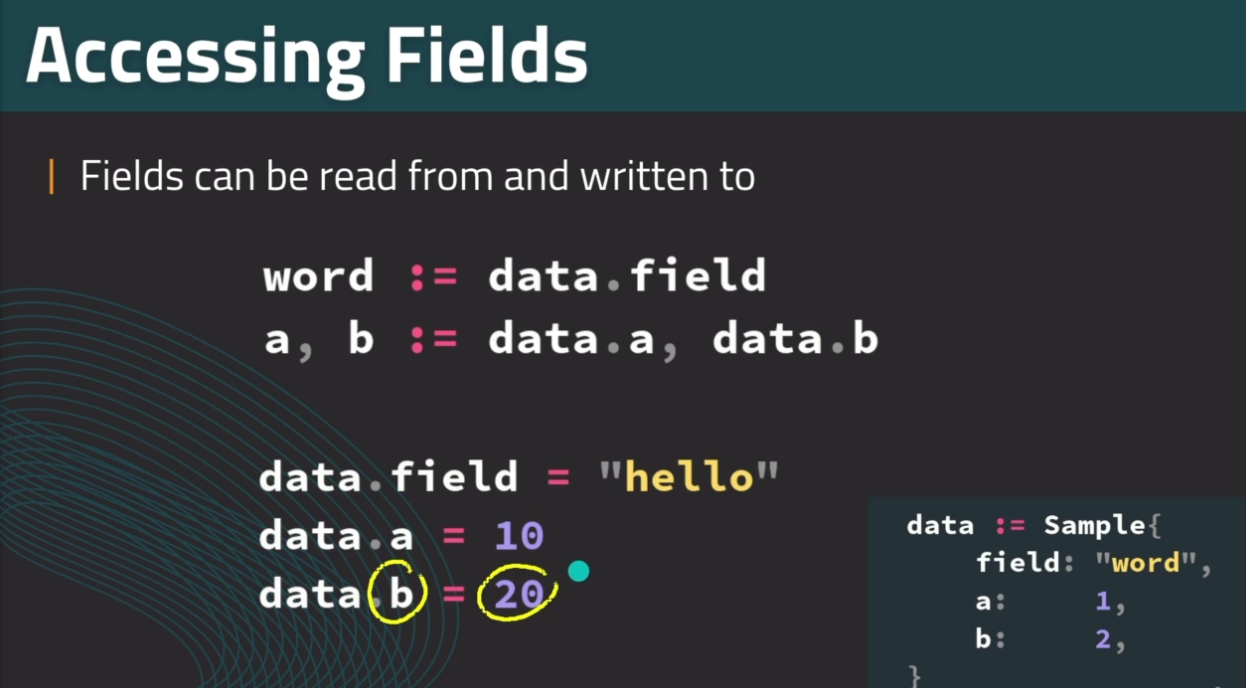 Accessing Fields
Fields can be read from and written to
word := data.field
a, b := data.a, data.b
data.field = "hello"
data.a = 10
data.b = 20
data := Sample{
field: "word",
a: 1,
b: 2,
}